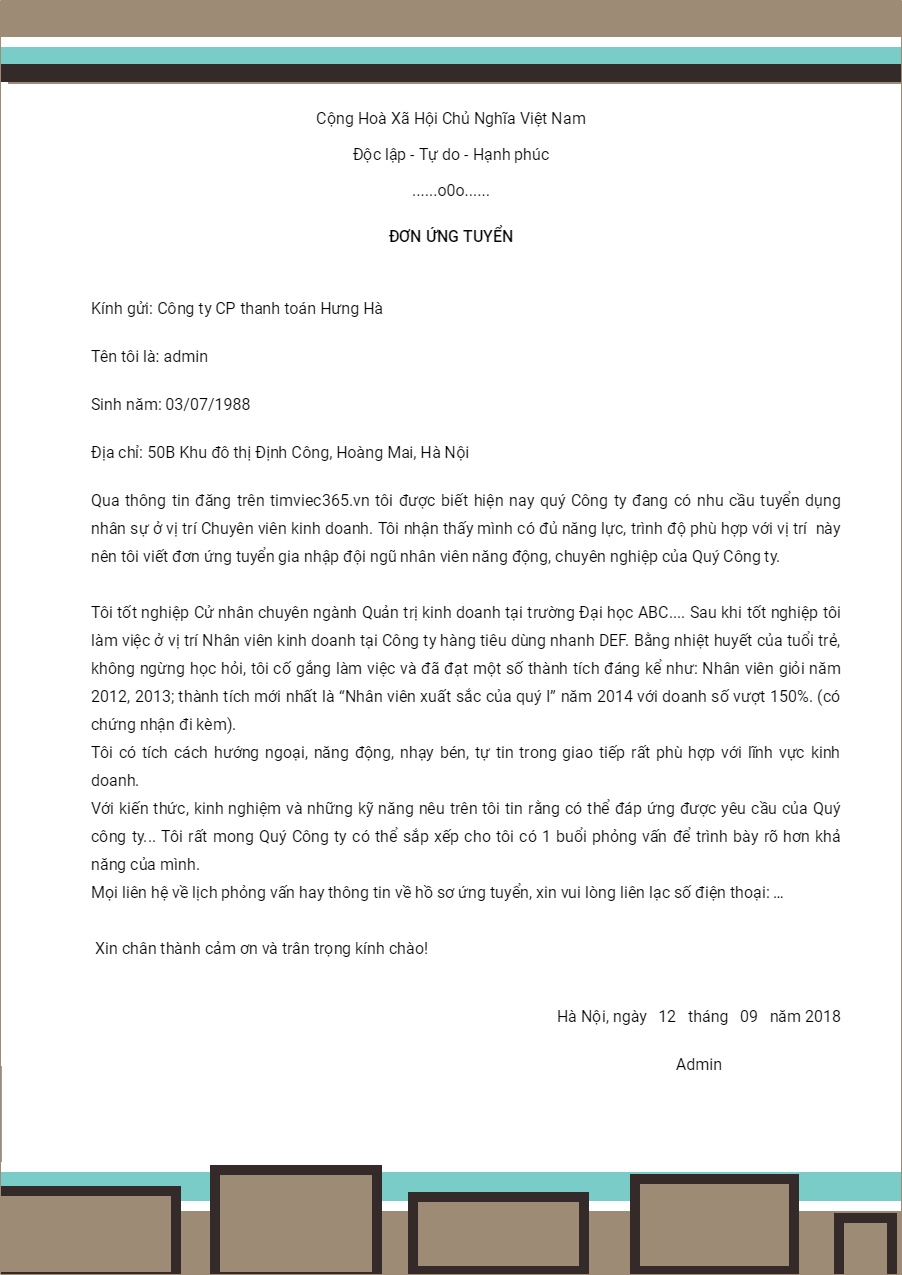 Cộng Hoà Xã Hội Chủ Nghĩa Việt Nam
Độc lập - Tự do - Hạnh phúc
......o0o......
ĐƠN ỨNG TUYỂN
Kính gửi: Công ty CP thanh toán Hưng Hà
Tên tôi là: admin
Sinh năm: 03/07/1988
Địa chỉ: 50B Khu đô thị Định Công, Hoàng Mai, Hà Nội
Qua thông tin đăng trên timviec365.vn tôi được biết hiện nay quý Công ty đang có nhu cầu tuyển dụng
nhân sự ở vị trí Chuyên viên kinh doanh. Tôi nhận thấy mình có đủ năng lực, trình độ phù hợp với vị trí  này
nên tôi viết đơn ứng tuyển gia nhập đội ngũ nhân viên năng động, chuyên nghiệp của Quý Công ty.
Tôi tốt nghiệp Cử nhân chuyên ngành Quản trị kinh doanh tại trường Đại học ABC.... Sau khi tốt nghiệp tôi
làm việc ở vị trí Nhân viên kinh doanh tại Công ty hàng tiêu dùng nhanh DEF. Bằng nhiệt huyết của tuổi trẻ,
không ngừng học hỏi, tôi cố gắng làm việc và đã đạt một số thành tích đáng kể như: Nhân viên giỏi năm
2012, 2013; thành tích mới nhất là “Nhân viên xuất sắc của quý I” năm 2014 với doanh số vượt 150%. (có
chứng nhận đi kèm).
Tôi có tích cách hướng ngoại, năng động, nhạy bén, tự tin trong giao tiếp rất phù hợp với lĩnh vực kinh
doanh.
Với kiến thức, kinh nghiệm và những kỹ năng nêu trên tôi tin rằng có thể đáp ứng được yêu cầu của Quý
công ty... Tôi rất mong Quý Công ty có thể sắp xếp cho tôi có 1 buổi phỏng vấn để trình bày rõ hơn khả
năng của mình.
Mọi liên hệ về lịch phỏng vấn hay thông tin về hồ sơ ứng tuyển, xin vui lòng liên lạc số điện thoại: …
Xin chân thành cảm ơn và trân trọng kính chào!
Hà Nội, ngày   12   tháng   09   năm 2018
Admin